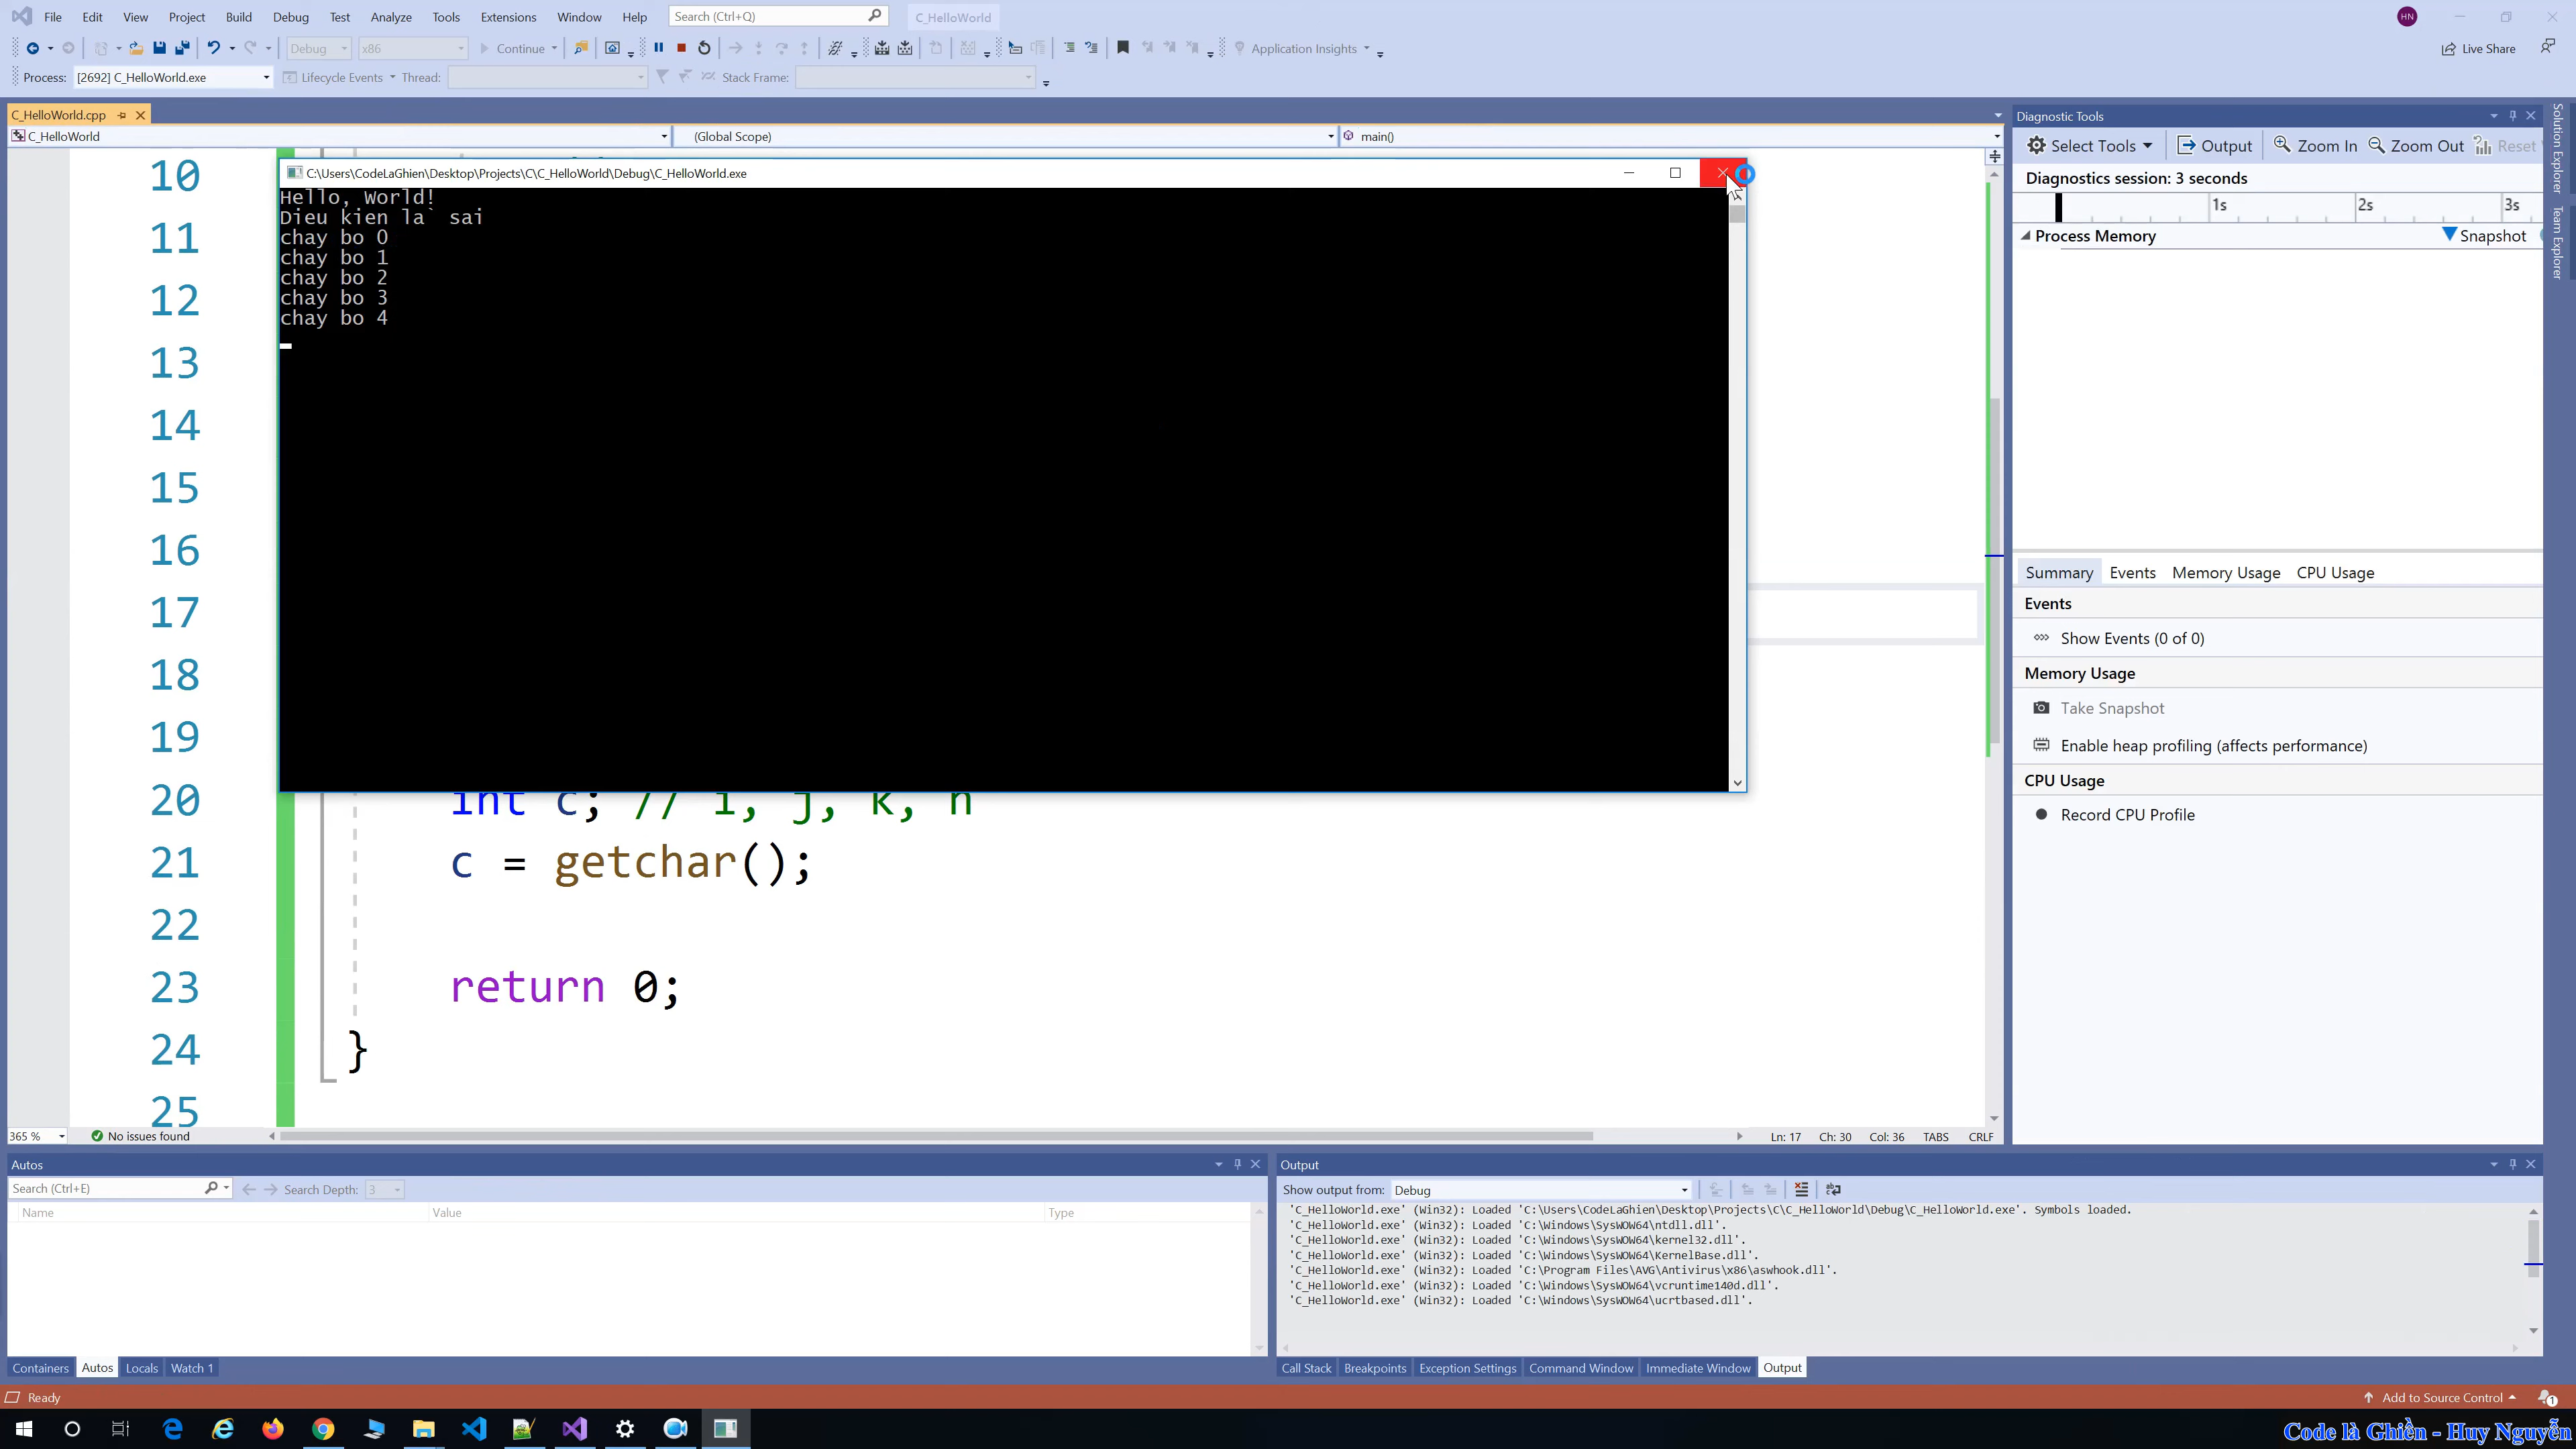 File Edit View Project Build Debug Test Analyze Tools Extensions Window Help Search (Ctrl+Q) C_HelloWorld HN
Debug x86 Continue Application Insights Live Share
Process: [2692] C_HelloWorld.exe Lifecycle Events Thread: Stack Frame:
C_HelloWorld.cpp
C_HelloWorld (Global Scope) main()
C:\Users\CodeLaGhien\Desktop\Projects\C\C_HelloWorld\Debug\C_HelloWorld.exe
Hello, World!
Dieu kien la` sai
chay bo 0
chay bo 1
chay bo 2
chay bo 3
chay bo 4
10
11
12
13
14
15
16
17
18
19
20 int c; // i, j, k, n
21 c = getchar();
22
23 return 0;
24 }
25
365 % No issues found Ln: 17 Ch: 30 Col: 36 TABS CRLF
Diagnostic Tools
Select Tools Output Zoom In Zoom Out Reset
Diagnostics session: 3 seconds
1s 2s 3s
Process Memory Snapshot
Summary Events Memory Usage CPU Usage
Events
Show Events (0 of 0)
Memory Usage
Take Snapshot
Enable heap profiling (affects performance)
CPU Usage
Record CPU Profile
Solution Explorer
Team Explorer
Autos
Search (Ctrl+E) Search Depth: 3
Name Value Type
Containers Autos Locals Watch 1
Output
Show output from: Debug
'C_HelloWorld.exe' (Win32): Loaded 'C:\Users\CodeLaGhien\Desktop\Projects\C\C_HelloWorld\Debug\C_HelloWorld.exe'. Symbols loaded.
'C_HelloWorld.exe' (Win32): Loaded 'C:\Windows\SysWOW64\ntdll.dll'.
'C_HelloWorld.exe' (Win32): Loaded 'C:\Windows\SysWOW64\kernel32.dll'.
'C_HelloWorld.exe' (Win32): Loaded 'C:\Windows\SysWOW64\KernelBase.dll'.
'C_HelloWorld.exe' (Win32): Loaded 'C:\Program Files\AVG\Antivirus\x86\aswhook.dll'.
'C_HelloWorld.exe' (Win32): Loaded 'C:\Windows\SysWOW64\vcruntime140d.dll'.
'C_HelloWorld.exe' (Win32): Loaded 'C:\Windows\SysWOW64\ucrtbased.dll'.
Call Stack Breakpoints Exception Settings Command Window Immediate Window Output
Ready Add to Source Control 1
Code là Ghiền - Huy Nguyễn